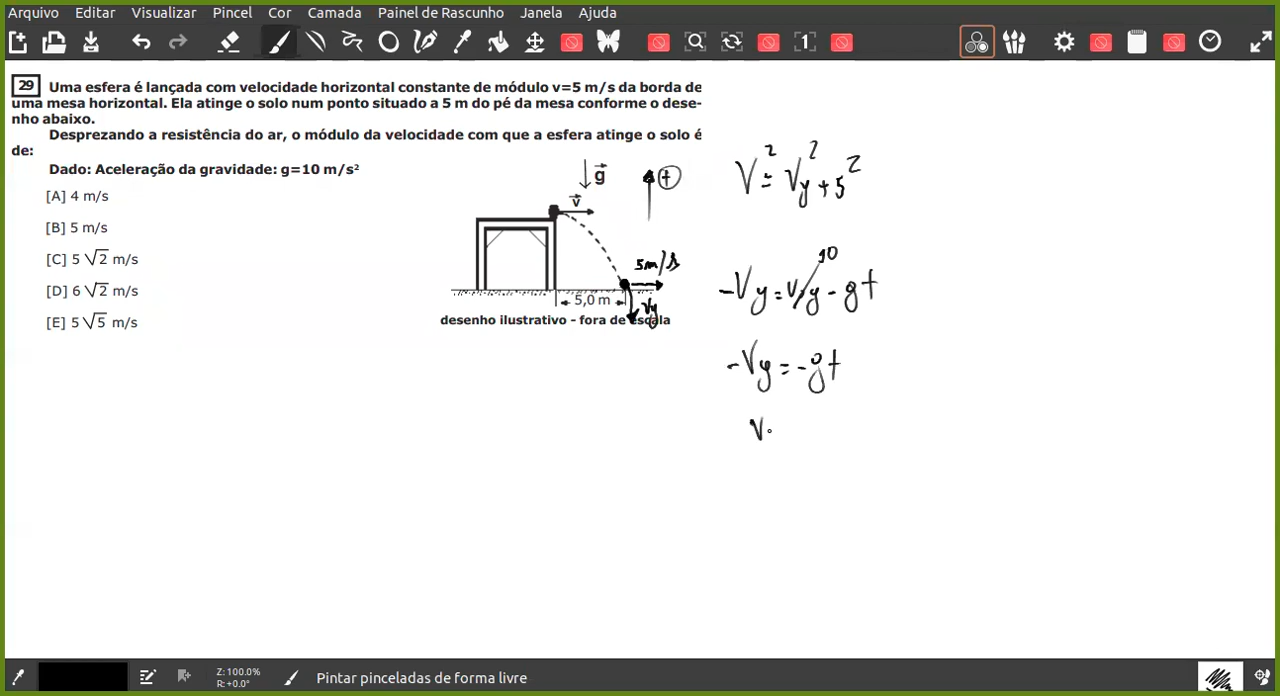 Arquivo Editar Visualizar Pincel Cor Camada Painel de Rascunho Janela Ajuda
1
29 Uma esfera é lançada com velocidade horizontal constante de módulo v=5 m/s da borda de
uma mesa horizontal. Ela atinge o solo num ponto situado a 5 m do pé da mesa conforme o dese-
nho abaixo.
Desprezando a resistência do ar, o módulo da velocidade com que a esfera atinge o solo é
de:
Dado: Aceleração da gravidade: g=10 m/s²
[A] 4 m/s
[B] 5 m/s
[C] 5 √2 m/s
[D] 6 √2 m/s
[E] 5 √5 m/s
g
+
v
5m/s
5,0 m
Vy
desenho ilustrativo - fora de escala
V² = Vy² + 5²
-Vy = Vy - gt
-Vy = -gt
V
Z: 100.0%
R: +0.0°
Pintar pinceladas de forma livre